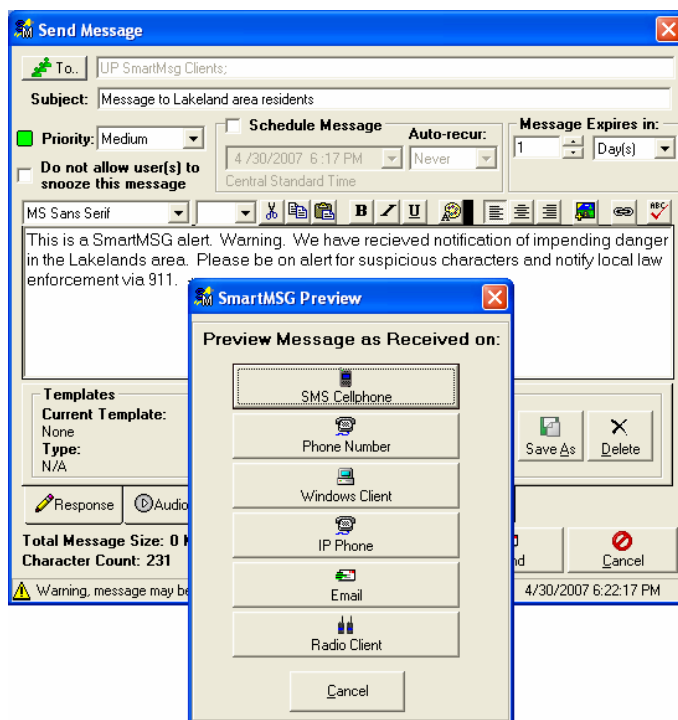 Send Message
To.. UP SmartMsg Clients;
Subject: Message to Lakeland area residents
Priority: Medium
Schedule Message
Auto-recur:
Message Expires in:
4 /30/2007 6 :17 PM
Never
1
Day(s)
Do not allow user(s) to
snooze this message
Central Standard Time
MS Sans Serif
B I U
ABC
This is a SmartMSG alert. Warning. We have recieved notification of impending danger
in the Lakelands area. Please be on alert for suspicious characters and notify local law
enforcement via 911.
SmartMSG Preview
Preview Message as Received on:
SMS Cellphone
Phone Number
Windows Client
IP Phone
Email
Radio Client
Cancel
Templates
Current Template:
None
Type:
N/A
Save As
Delete
Response
Audio
Total Message Size: 0
Character Count: 231
Cancel
Warning, message may be
4/30/2007 6:22:17 PM